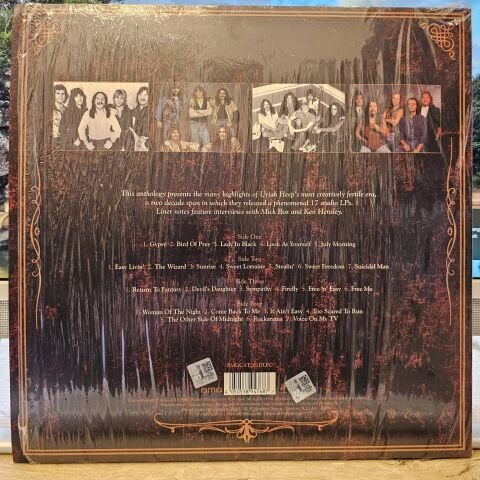 This anthology presents the many highlights of Uriah Heep's most creatively fertile era,
a two decade span in which they released a phenomenal 17 studio LPs.
Liner notes feature interviews with Mick Box and Ken Hensley.
Side One
1. Gypsy 2. Bird Of Prey 3. Lady In Black 4. Look At Yourself 5. July Morning
Side Two
1. Easy Livin' 2. The Wizard 3. Sunrise 4. Sweet Lorraine 5. Stealin' 6. Sweet Freedom 7. Suicidal Man
Side Three
1. Return To Fantasy 2. Devil's Daughter 3. Sympathy 4. Firefly 5. Free 'n' Easy 6. Free Me
Side Four
1. Woman Of The Night 2. Come Back To Me 3. It Ain't Easy 4. Too Scared To Run
5. The Other Side Of Midnight 6. Rockarama 7. Voice On My TV
BMG